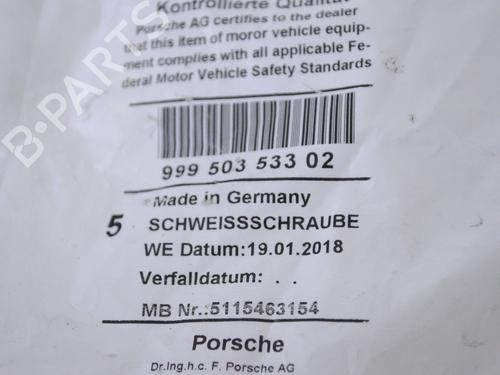 Kontrollierte Qualität
Porsche AG certifies to the dealer
that this item of moror vehicle equip-
ment complies with all applicable Fe-
deral Motor Vehicle Safety Standards
999 503 533 02
Made in Germany
5 SCHWEISSSCHRAUBE
WE Datum:19.01.2018
Verfalldatum: . .
MB Nr.:5115463154
Porsche
Dr.Ing.h.c. F. Porsche AG
B-PARTS